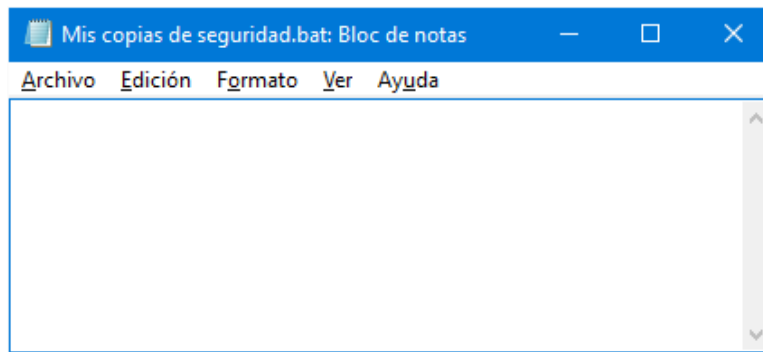 Mis copias de seguridad.bat: Bloc de notas
Archivo Edición Formato Ver Ayuda